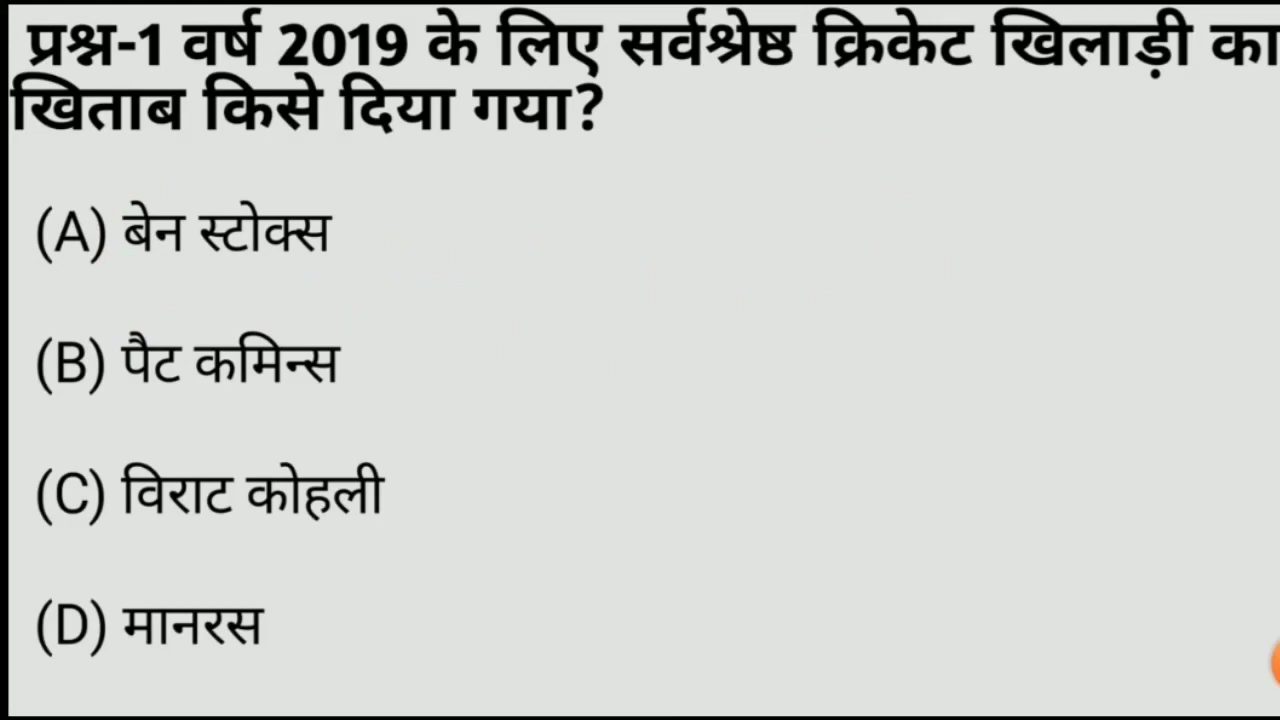 प्रश्न-1 वर्ष 2019 के लिए सर्वश्रेष्ठ क्रिकेट खिलाड़ी का
खिताब किसे दिया गया?
(A) बेन स्टोक्स
(B) पैट कमिन्स
(C) विराट कोहली
(D) मानरस